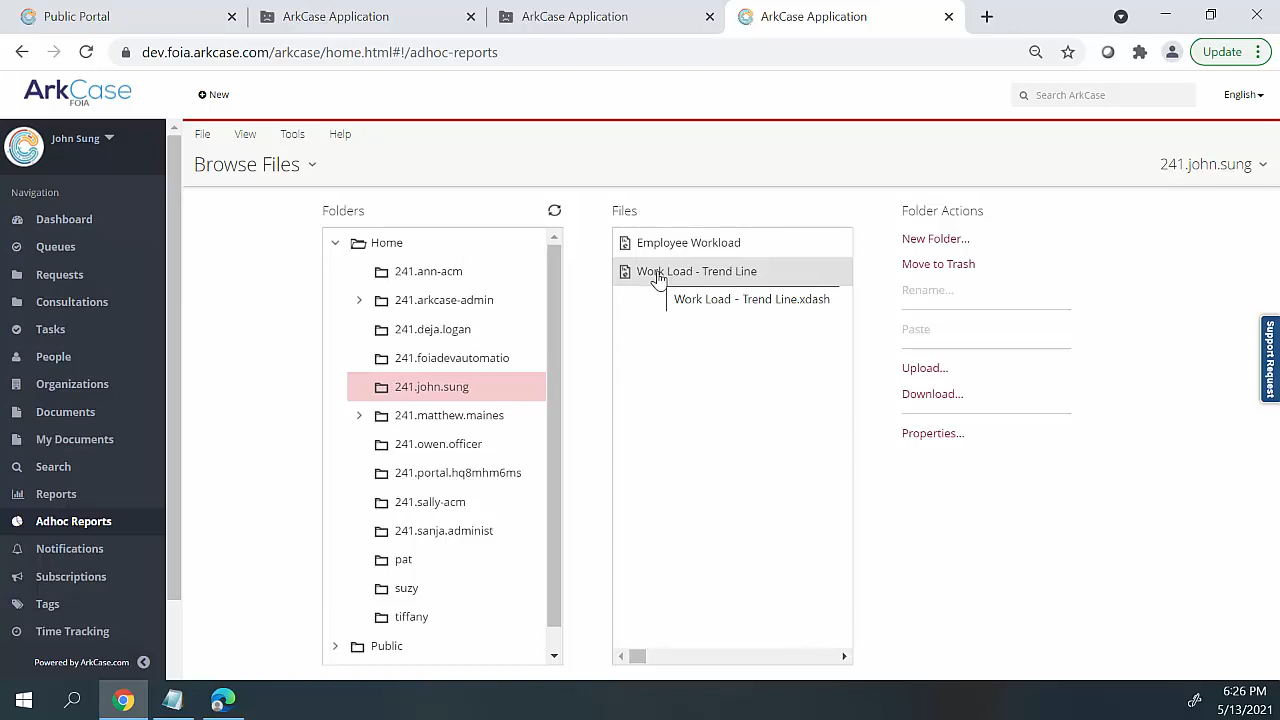 Public Portal
ArkCase Application
ArkCase Application
ArkCase Application
dev.foia.arkcase.com/arkcase/home.html#!/adhoc-reports
Update
ArkCase
FOIA
New
Search ArkCase
English
John Sung
File View Tools Help
Browse Files
241.john.sung
Navigation
Dashboard
Queues
Requests
Consultations
Tasks
People
Organizations
Documents
My Documents
Search
Reports
Adhoc Reports
Notifications
Subscriptions
Tags
Time Tracking
Powered by ArkCase.com
Folders
Home
241.ann-acm
241.arkcase-admin
241.deja.logan
241.foiadevautomatio
241.john.sung
241.matthew.maines
241.owen.officer
241.portal.hq8mhm6ms
241.sally-acm
241.sanja.administ
pat
suzy
tiffany
Public
Files
Employee Workload
Work Load - Trend Line
Work Load - Trend Line.xdash
Folder Actions
New Folder...
Move to Trash
Rename...
Paste
Upload...
Download...
Properties...
Support Request
6:26 PM
5/13/2021